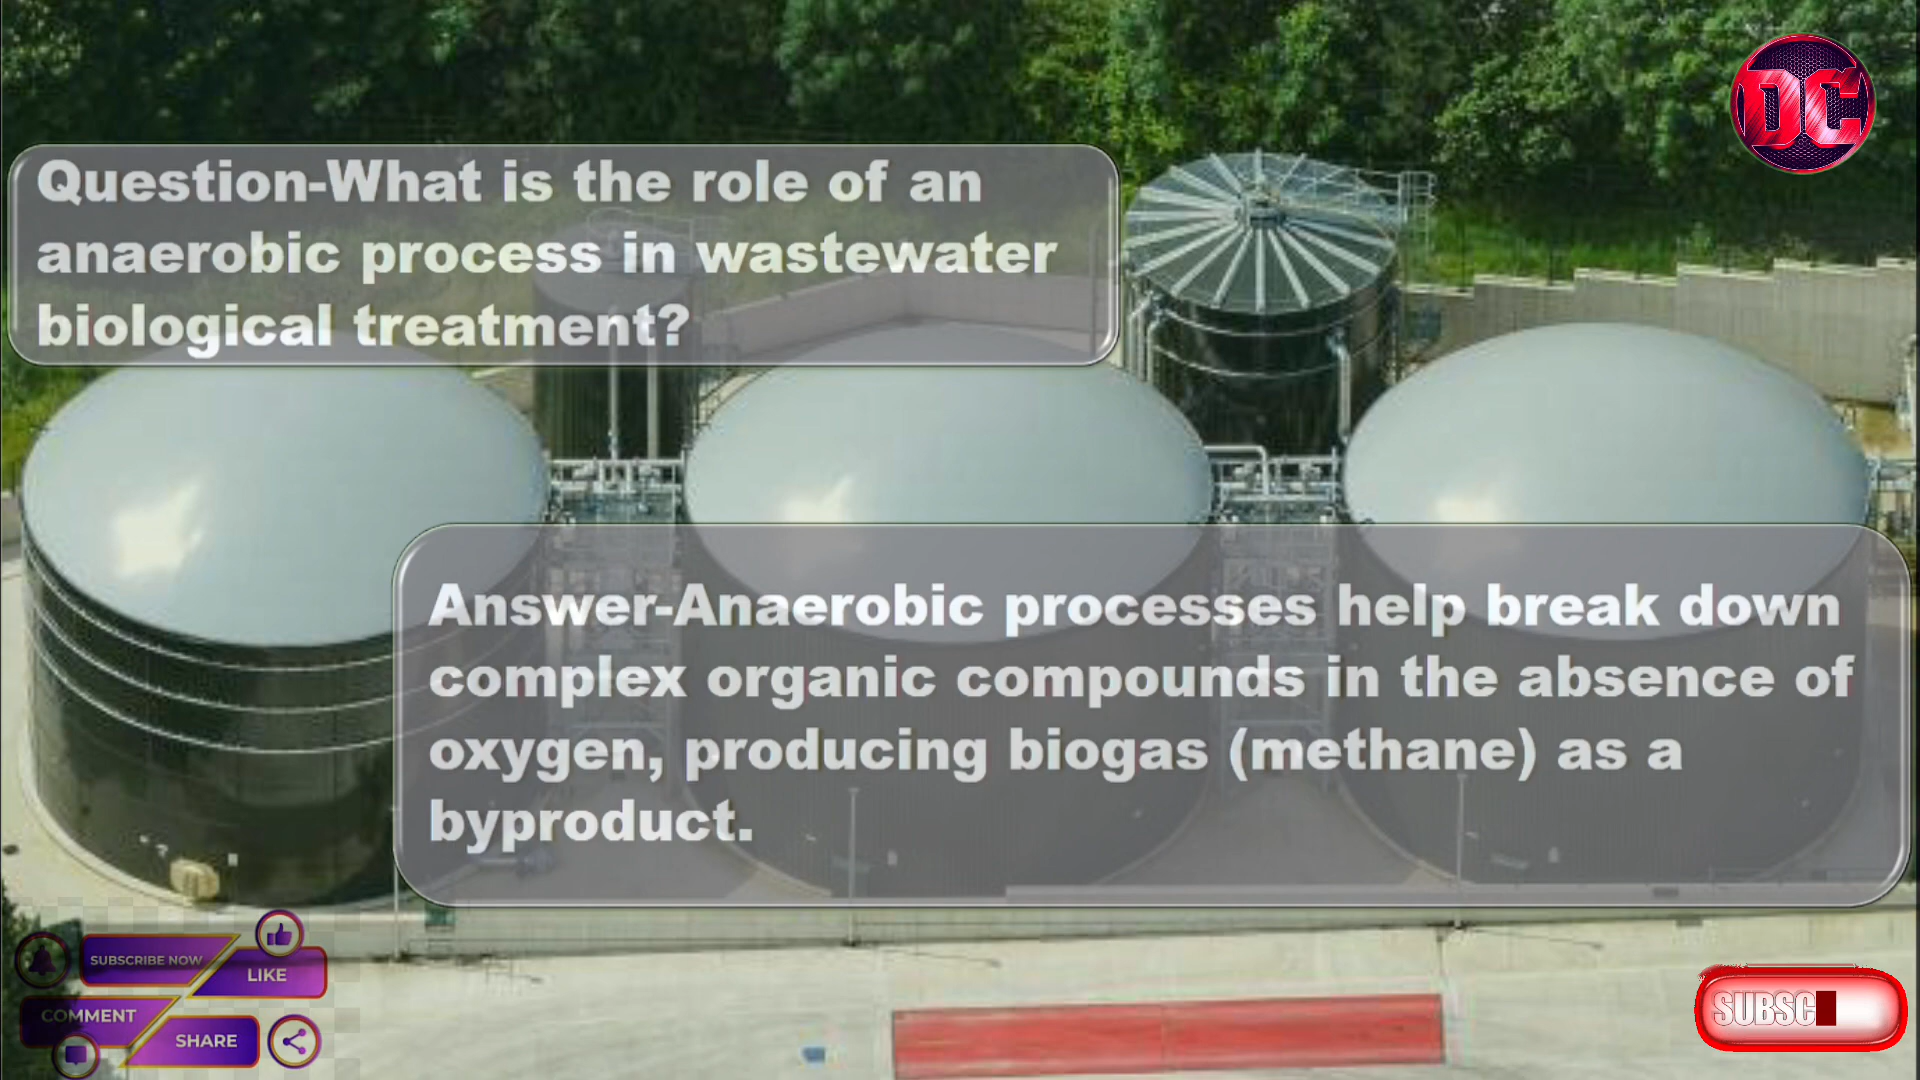 DC
Question-What is the role of an
anaerobic process in wastewater
biological treatment?
Answer-Anaerobic processes help break down
complex organic compounds in the absence of
oxygen, producing biogas (methane) as a
byproduct.
SUBSCRIBE NOW
LIKE
COMMENT
SHARE
SUBSC